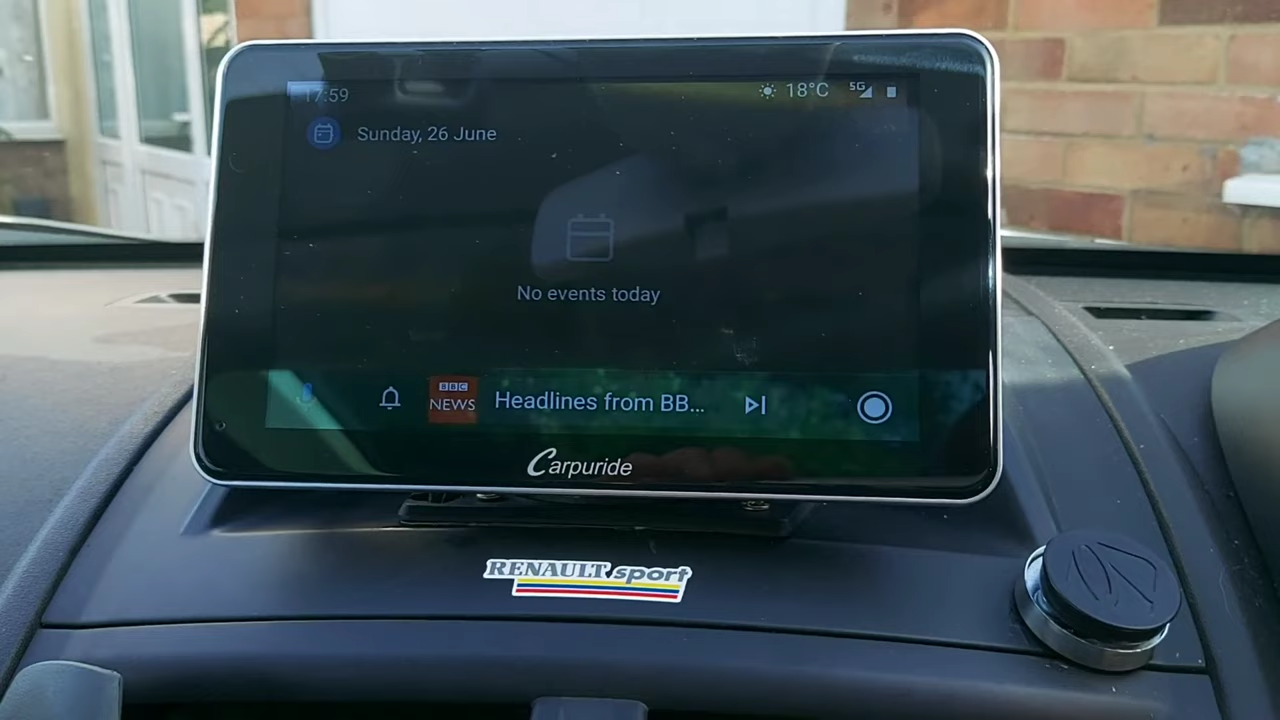 17:59
18°C
5G
Sunday, 26 June
No events today
BBC
NEWS
Headlines from BB...
Carpuride
RENAULT sport